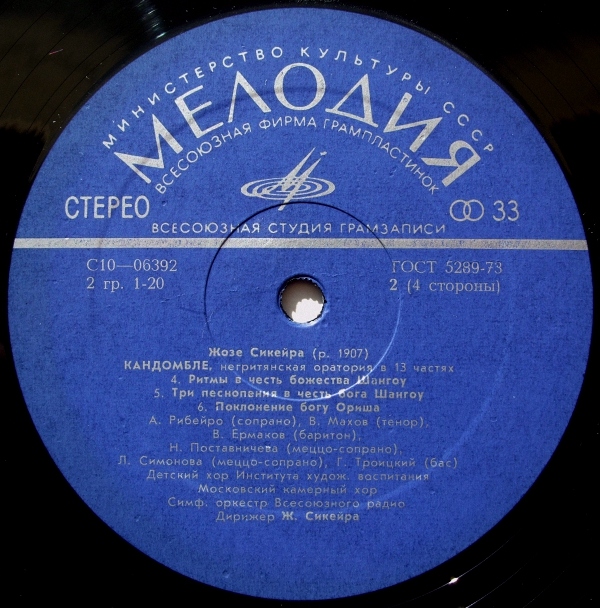 МИНИСТЕРСТВО КУЛЬТУРЫ СССР
МЕЛОДИЯ
ВСЕСОЮЗНАЯ ФИРМА ГРАМПЛАСТИНОК
СТЕРЕО
33
ВСЕСОЮЗНАЯ СТУДИЯ ГРАМЗАПИСИ
С10—06392
ГОСТ 5289-73
2 гр. 1-20
2 (4 стороны)
Жозе Сикейра (р. 1907)
КАНДОМБЛЕ, негритянская оратория в 13 частях
4. Ритмы в честь божества Шангоу
5. Три песнопения в честь бога Шангоу
6. Поклонение богу Ориша
А. Рибейро (сопрано), В. Махов (тенор),
В. Ермаков (баритон),
Н. Поставничева (меццо-сопрано),
Л. Симонова (меццо-сопрано), Г. Троицкий (бас)
Детский хор Института худож. воспитания
Московский камерный хор
Симф. оркестр Всесоюзного радио
Дирижер Ж. Сикейра